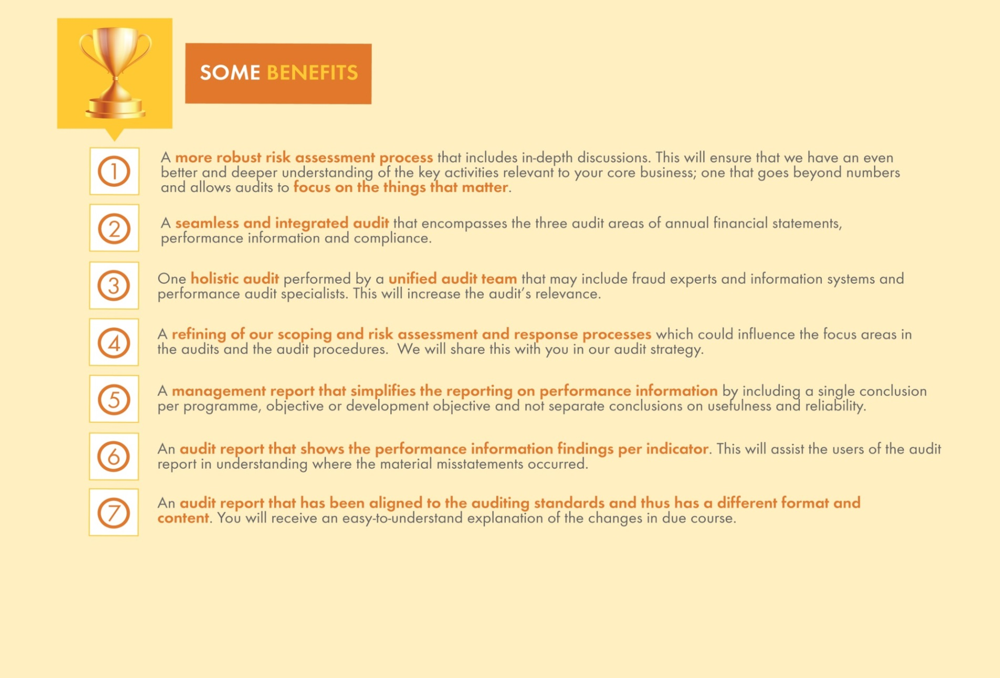 SOME BENEFITS
1
A more robust risk assessment process that includes in-depth discussions. This will ensure that we have an even
better and deeper understanding of the key activities relevant to your core business; one that goes beyond numbers
and allows audits to focus on the things that matter.
2
A seamless and integrated audit that encompasses the three audit areas of annual financial statements,
performance information and compliance.
3
One holistic audit performed by a unified audit team that may include fraud experts and information systems and
performance audit specialists. This will increase the audit's relevance.
4
A refining of our scoping and risk assessment and response processes which could influence the focus areas in
the audits and the audit procedures.  We will share this with you in our audit strategy.
5
A management report that simplifies the reporting on performance information by including a single conclusion
per programme, objective or development objective and not separate conclusions on usefulness and reliability.
6
An audit report that shows the performance information findings per indicator. This will assist the users of the audit
report in understanding where the material misstatements occurred.
7
An audit report that has been aligned to the auditing standards and thus has a different format and
content. You will receive an easy-to-understand explanation of the changes in due course.